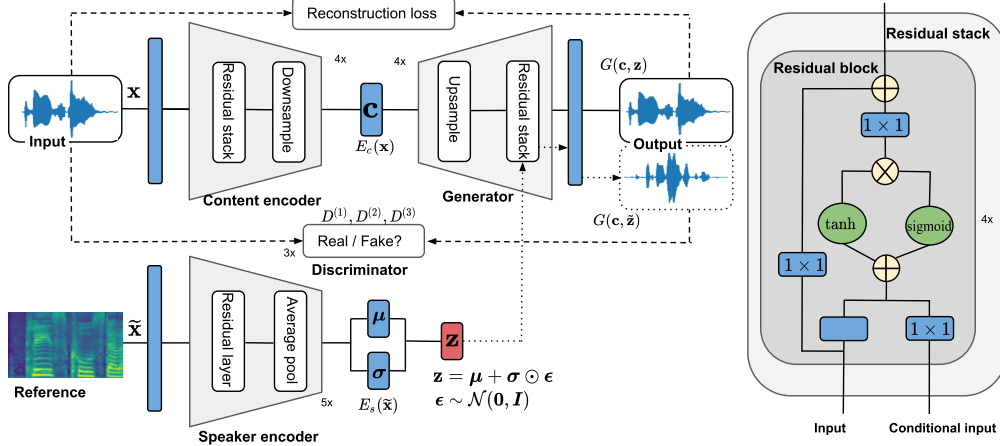 Reconstruction loss
x
Input
Residual stack
Downsample
4x
Content encoder
c
E_c(x)
4x
Upsample
Residual stack
Generator
G(c, z)
Output
G(c, z̃)
D^(1), D^(2), D^(3)
Real / Fake?
3x
Discriminator
x̃
Reference
Residual layer
Average pool
5x
Speaker encoder
μ
σ
E_s(x̃)
z
z = μ + σ ⊙ ϵ
ϵ ∼ N(0, I)
Residual stack
Residual block
1 × 1
tanh
sigmoid
4x
1 × 1
1 × 1
Input
Conditional input